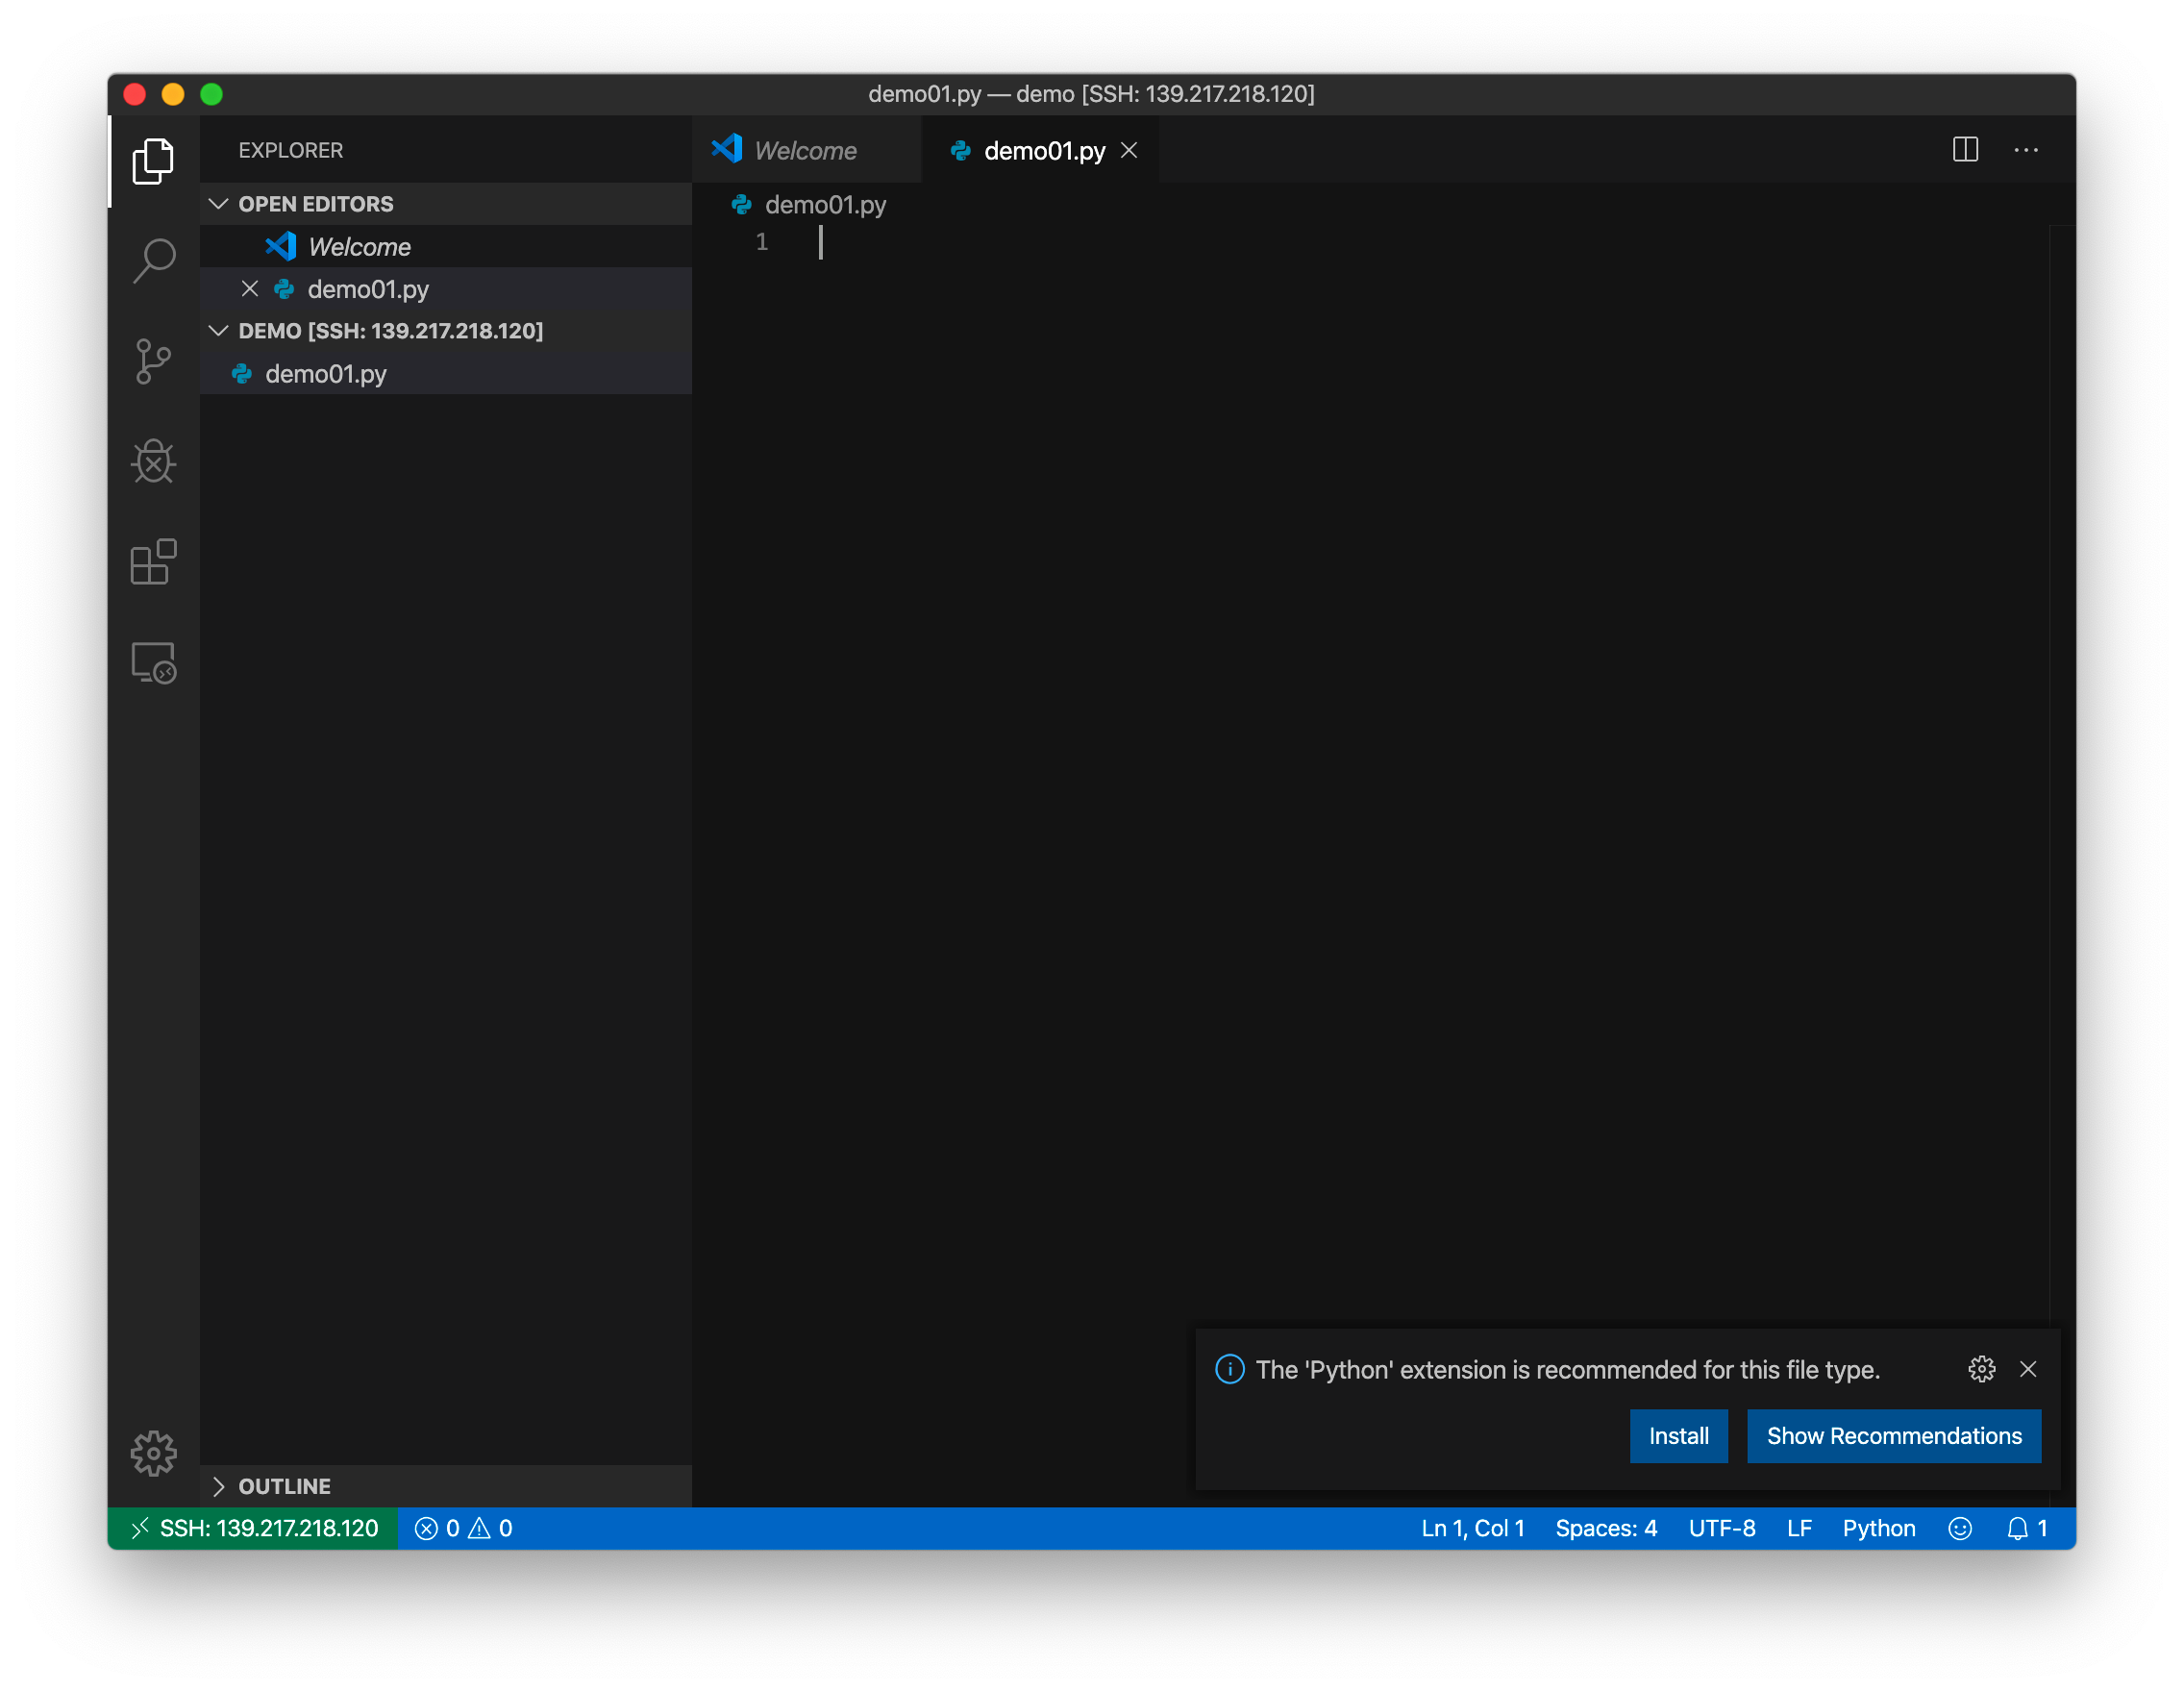 demo01.py — demo [SSH: 139.217.218.120]
EXPLORER
Welcome
demo01.py
OPEN EDITORS
Welcome
demo01.py
DEMO [SSH: 139.217.218.120]
demo01.py
demo01.py
1
The 'Python' extension is recommended for this file type.
Install
Show Recommendations
OUTLINE
SSH: 139.217.218.120
0
0
Ln 1, Col 1
Spaces: 4
UTF-8
LF
Python
1